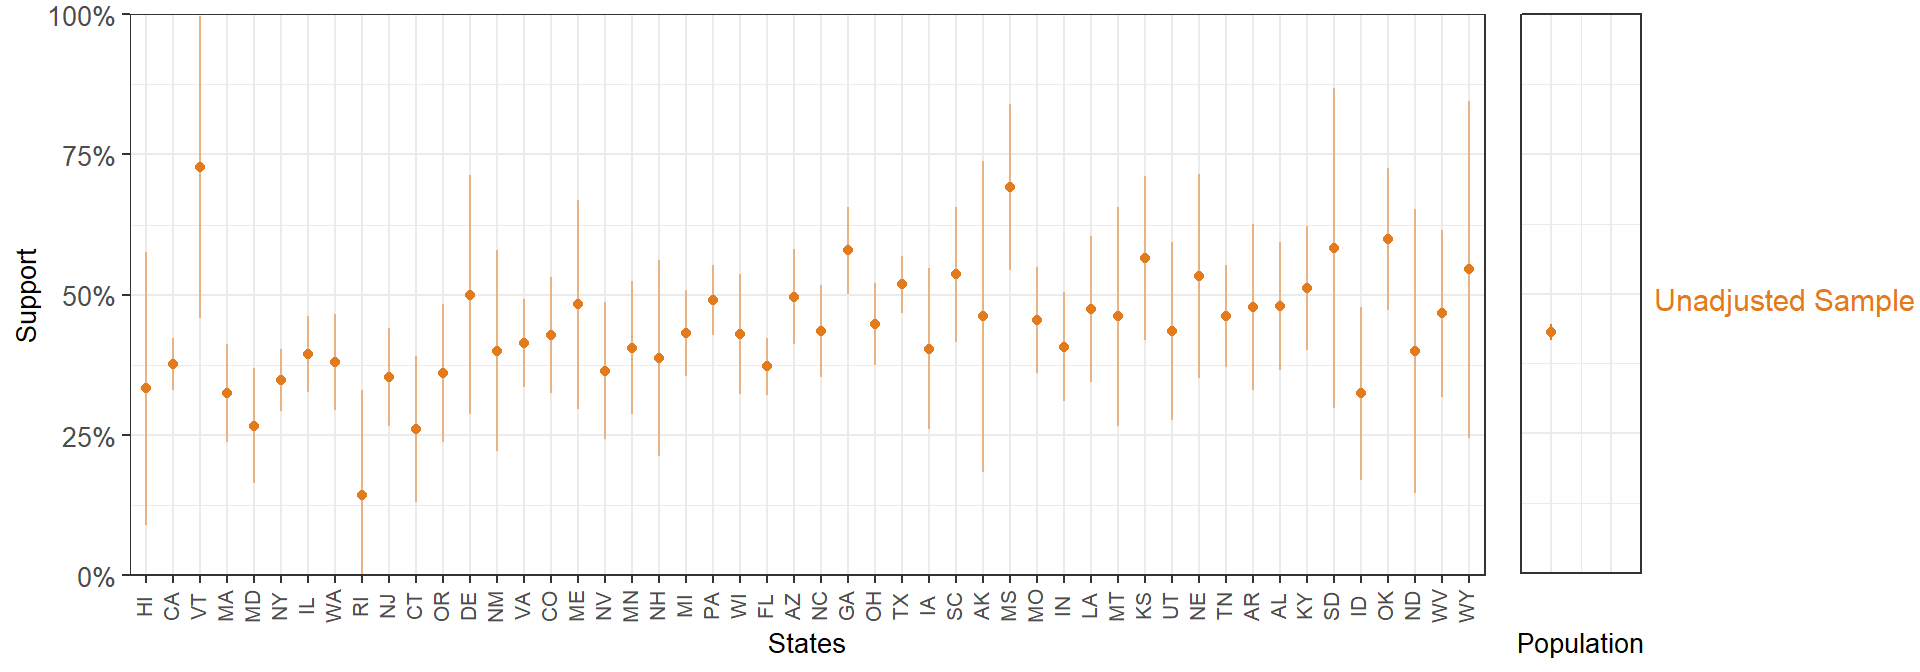 100%
75%
50%
25%
0%
Support
HI CA VT MA MD NY IL WA RI NJ CT OR DE NM VA CO ME NV MN NH MI PA WI FL AZ NC GA OH TX IA SC AK MS MO IN LA MT KS UT NE TN AR AL KY SD ID OK ND WV WY
States
Population
Unadjusted Sample